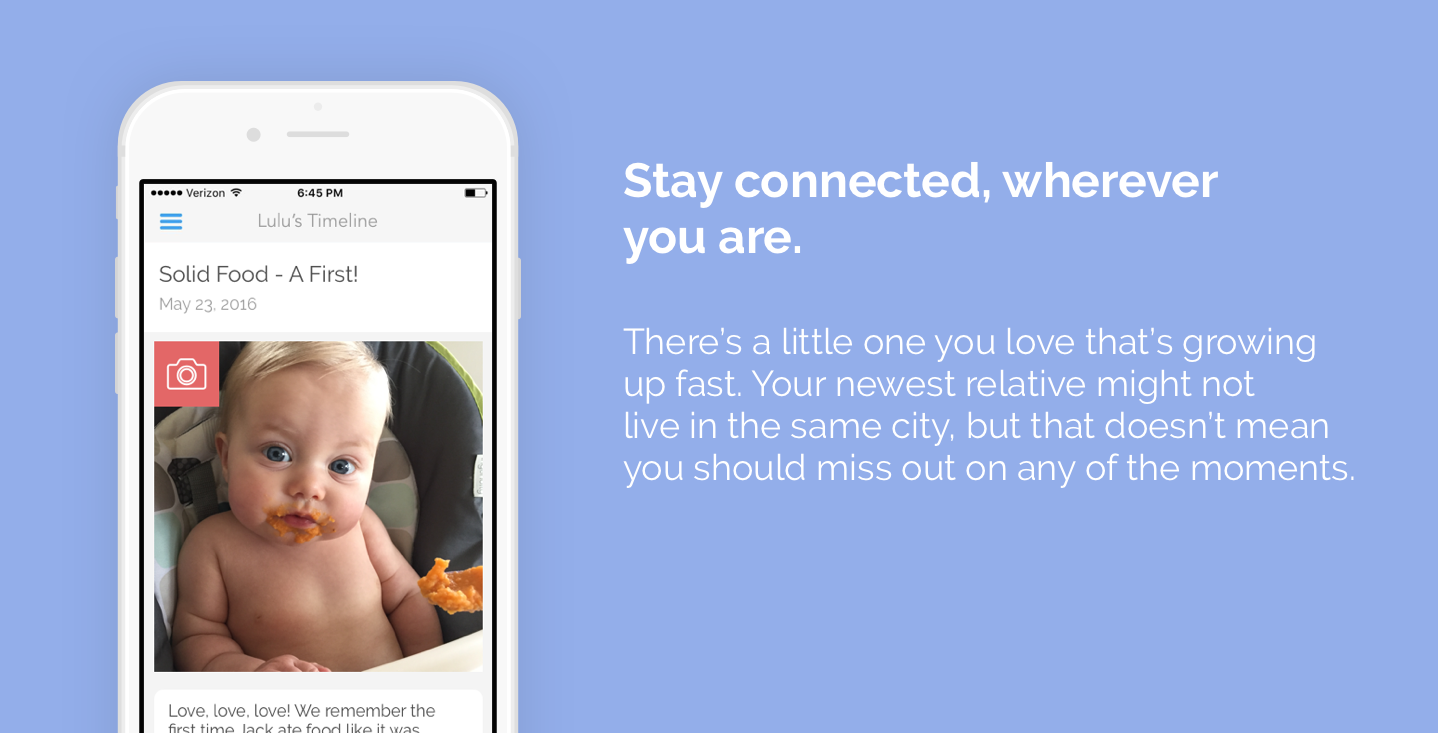 Verizon 6:45 PM
Lulu's Timeline
Solid Food - A First!
May 23, 2016
Love, love, love! We remember the
first time Jack ate food like it was
Stay connected, wherever
you are.
There's a little one you love that's growing
up fast. Your newest relative might not
live in the same city, but that doesn't mean
you should miss out on any of the moments.